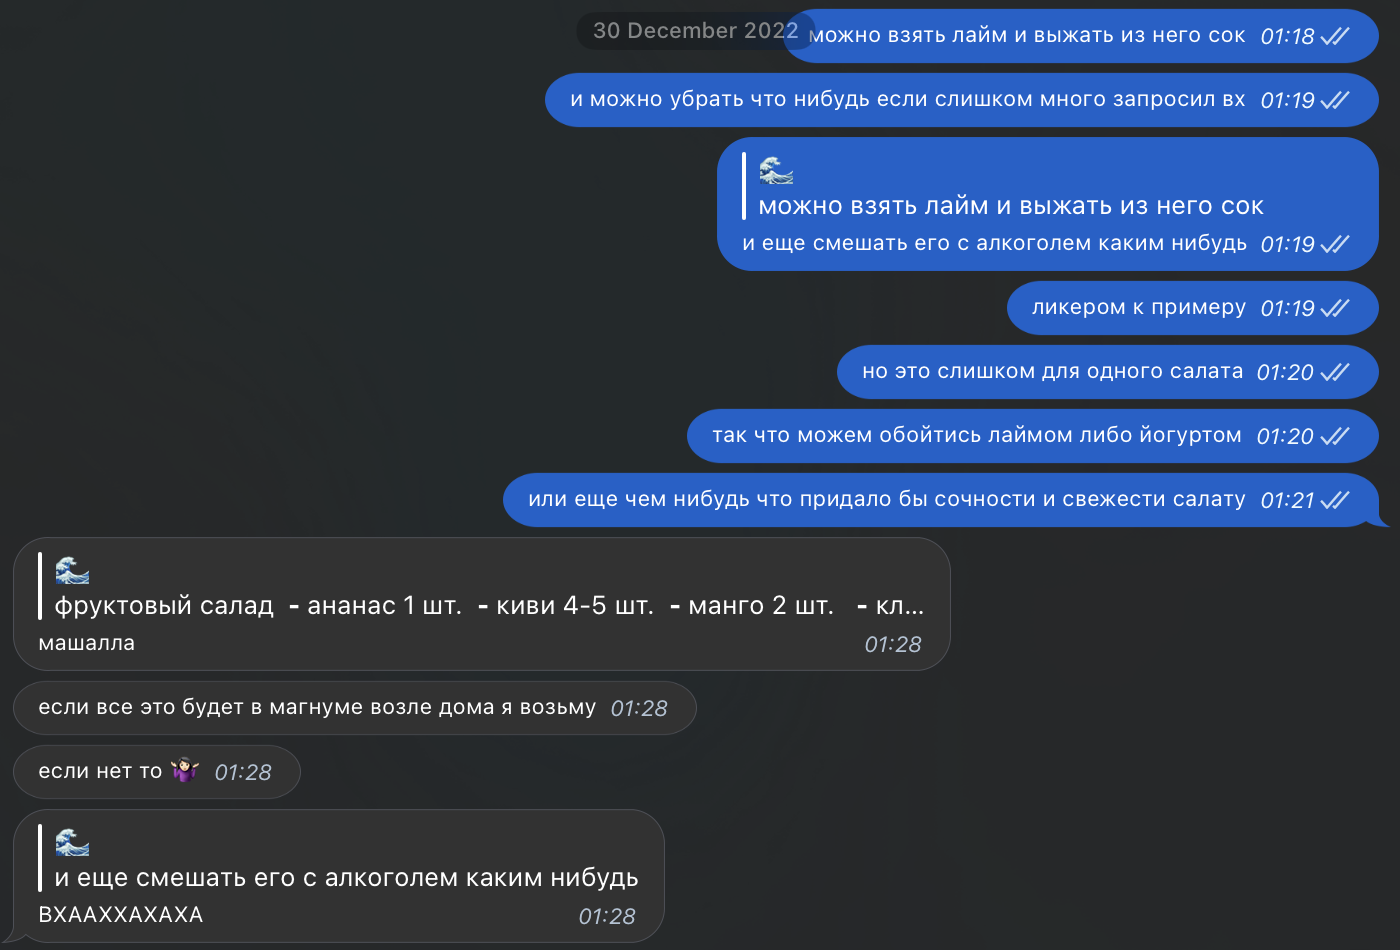 30 December 2022
можно взять лайм и выжать из него сок 01:18
и можно убрать что нибудь если слишком много запросил вх 01:19
🌊
можно взять лайм и выжать из него сок
и еще смешать его с алкоголем каким нибудь 01:19
ликером к примеру 01:19
но это слишком для одного салата 01:20
так что можем обойтись лаймом либо йогуртом 01:20
или еще чем нибудь что придало бы сочности и свежести салату 01:21
🌊
фруктовый салад - ананас 1 шт. - киви 4-5 шт. - манго 2 шт. - кл...
машалла 01:28
если все это будет в магнуме возле дома я возьму 01:28
если нет то 🤷🏻‍♀️ 01:28
🌊
и еще смешать его с алкоголем каким нибудь
ВХААХХАХАХА 01:28